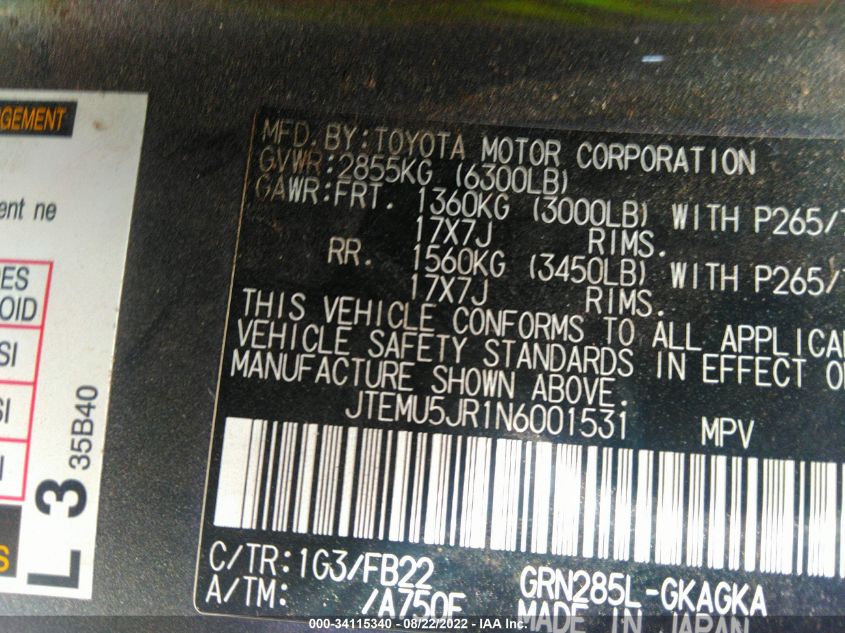 GEMENT
ent ne
ES
OID
SI
SI
I
S
L 3
35B40
MFD. BY: TOYOTA MOTOR CORPORATION
GVWR: 2855KG (6300LB)
GAWR: FRT. 1360KG (3000LB) WITH P265/
17X7J RIMS.
RR. 1560KG (3450LB) WITH P265/
17X7J RIMS.
THIS VEHICLE CONFORMS TO ALL APPLICA
VEHICLE SAFETY STANDARDS IN EFFECT O
MANUFACTURE SHOWN ABOVE.
JTEMU5JR1N6001531 MPV
C/TR: 1G3/FB22 GRN285L-GKAGKA
A/TM: /A750F MADE IN JAPAN
000-34115340 - 08/22/2022 - IAA Inc.